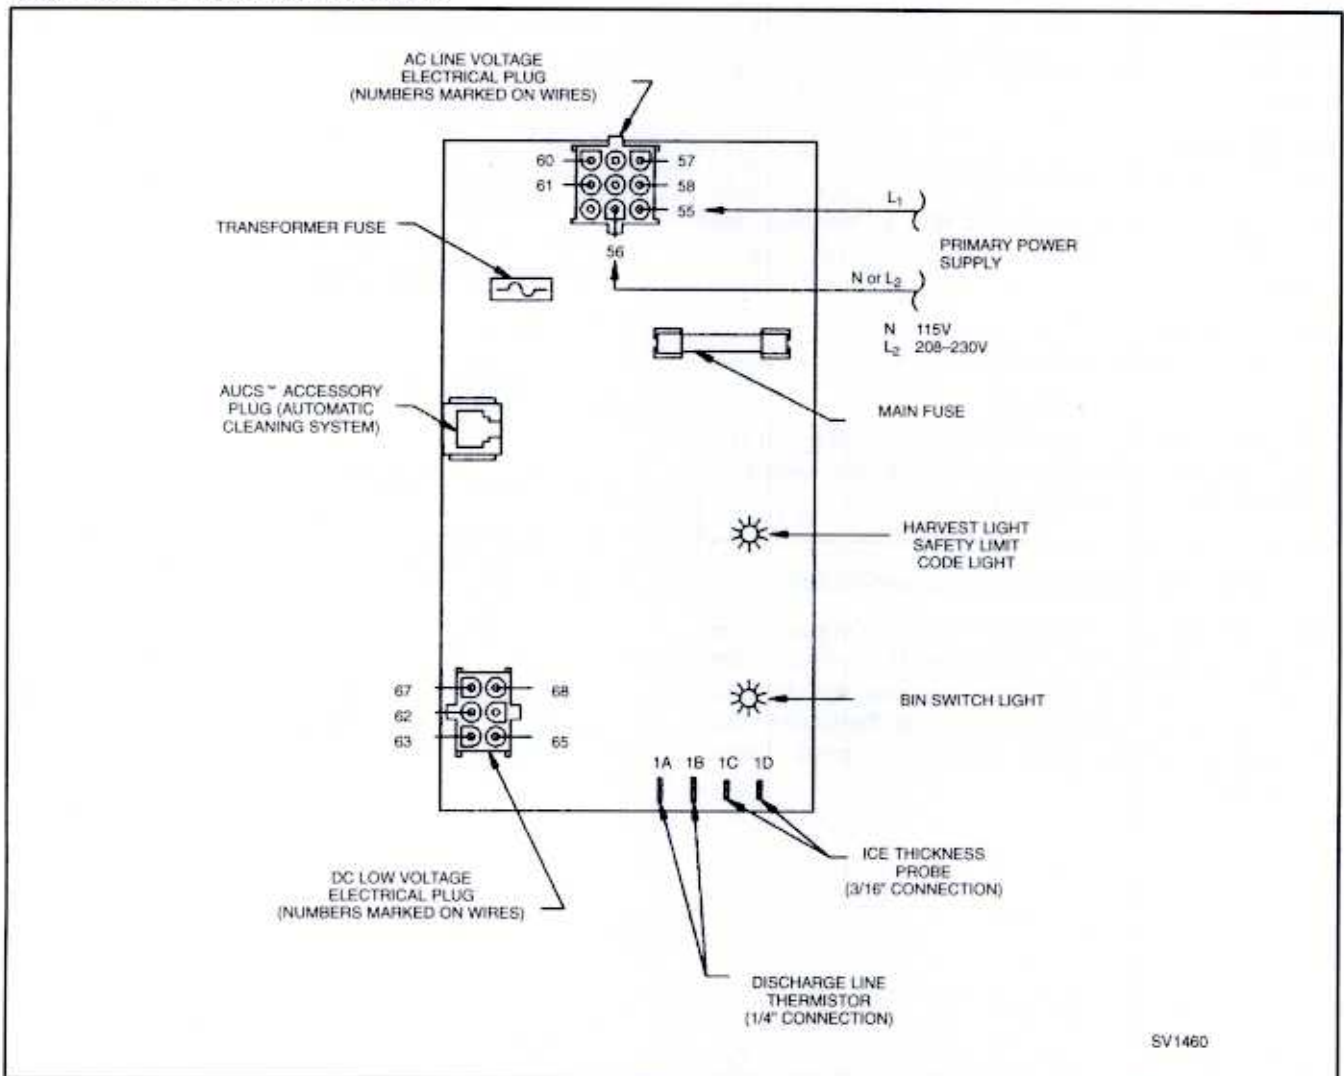 AC LINE VOLTAGE
ELECTRICAL PLUG
(NUMBERS MARKED ON WIRES)
60
57
61
58
55
L1
TRANSFORMER FUSE
56
PRIMARY POWER
SUPPLY
N or L2
N 115V
L2 208–230V
AUCS™ ACCESSORY
PLUG (AUTOMATIC
CLEANING SYSTEM)
MAIN FUSE
HARVEST LIGHT
SAFETY LIMIT
CODE LIGHT
67
68
62
BIN SWITCH LIGHT
63
65
1A 1B 1C 1D
ICE THICKNESS
PROBE
(3/16" CONNECTION)
DC LOW VOLTAGE
ELECTRICAL PLUG
(NUMBERS MARKED ON WIRES)
DISCHARGE LINE
THERMISTOR
(1/4" CONNECTION)
SV1460